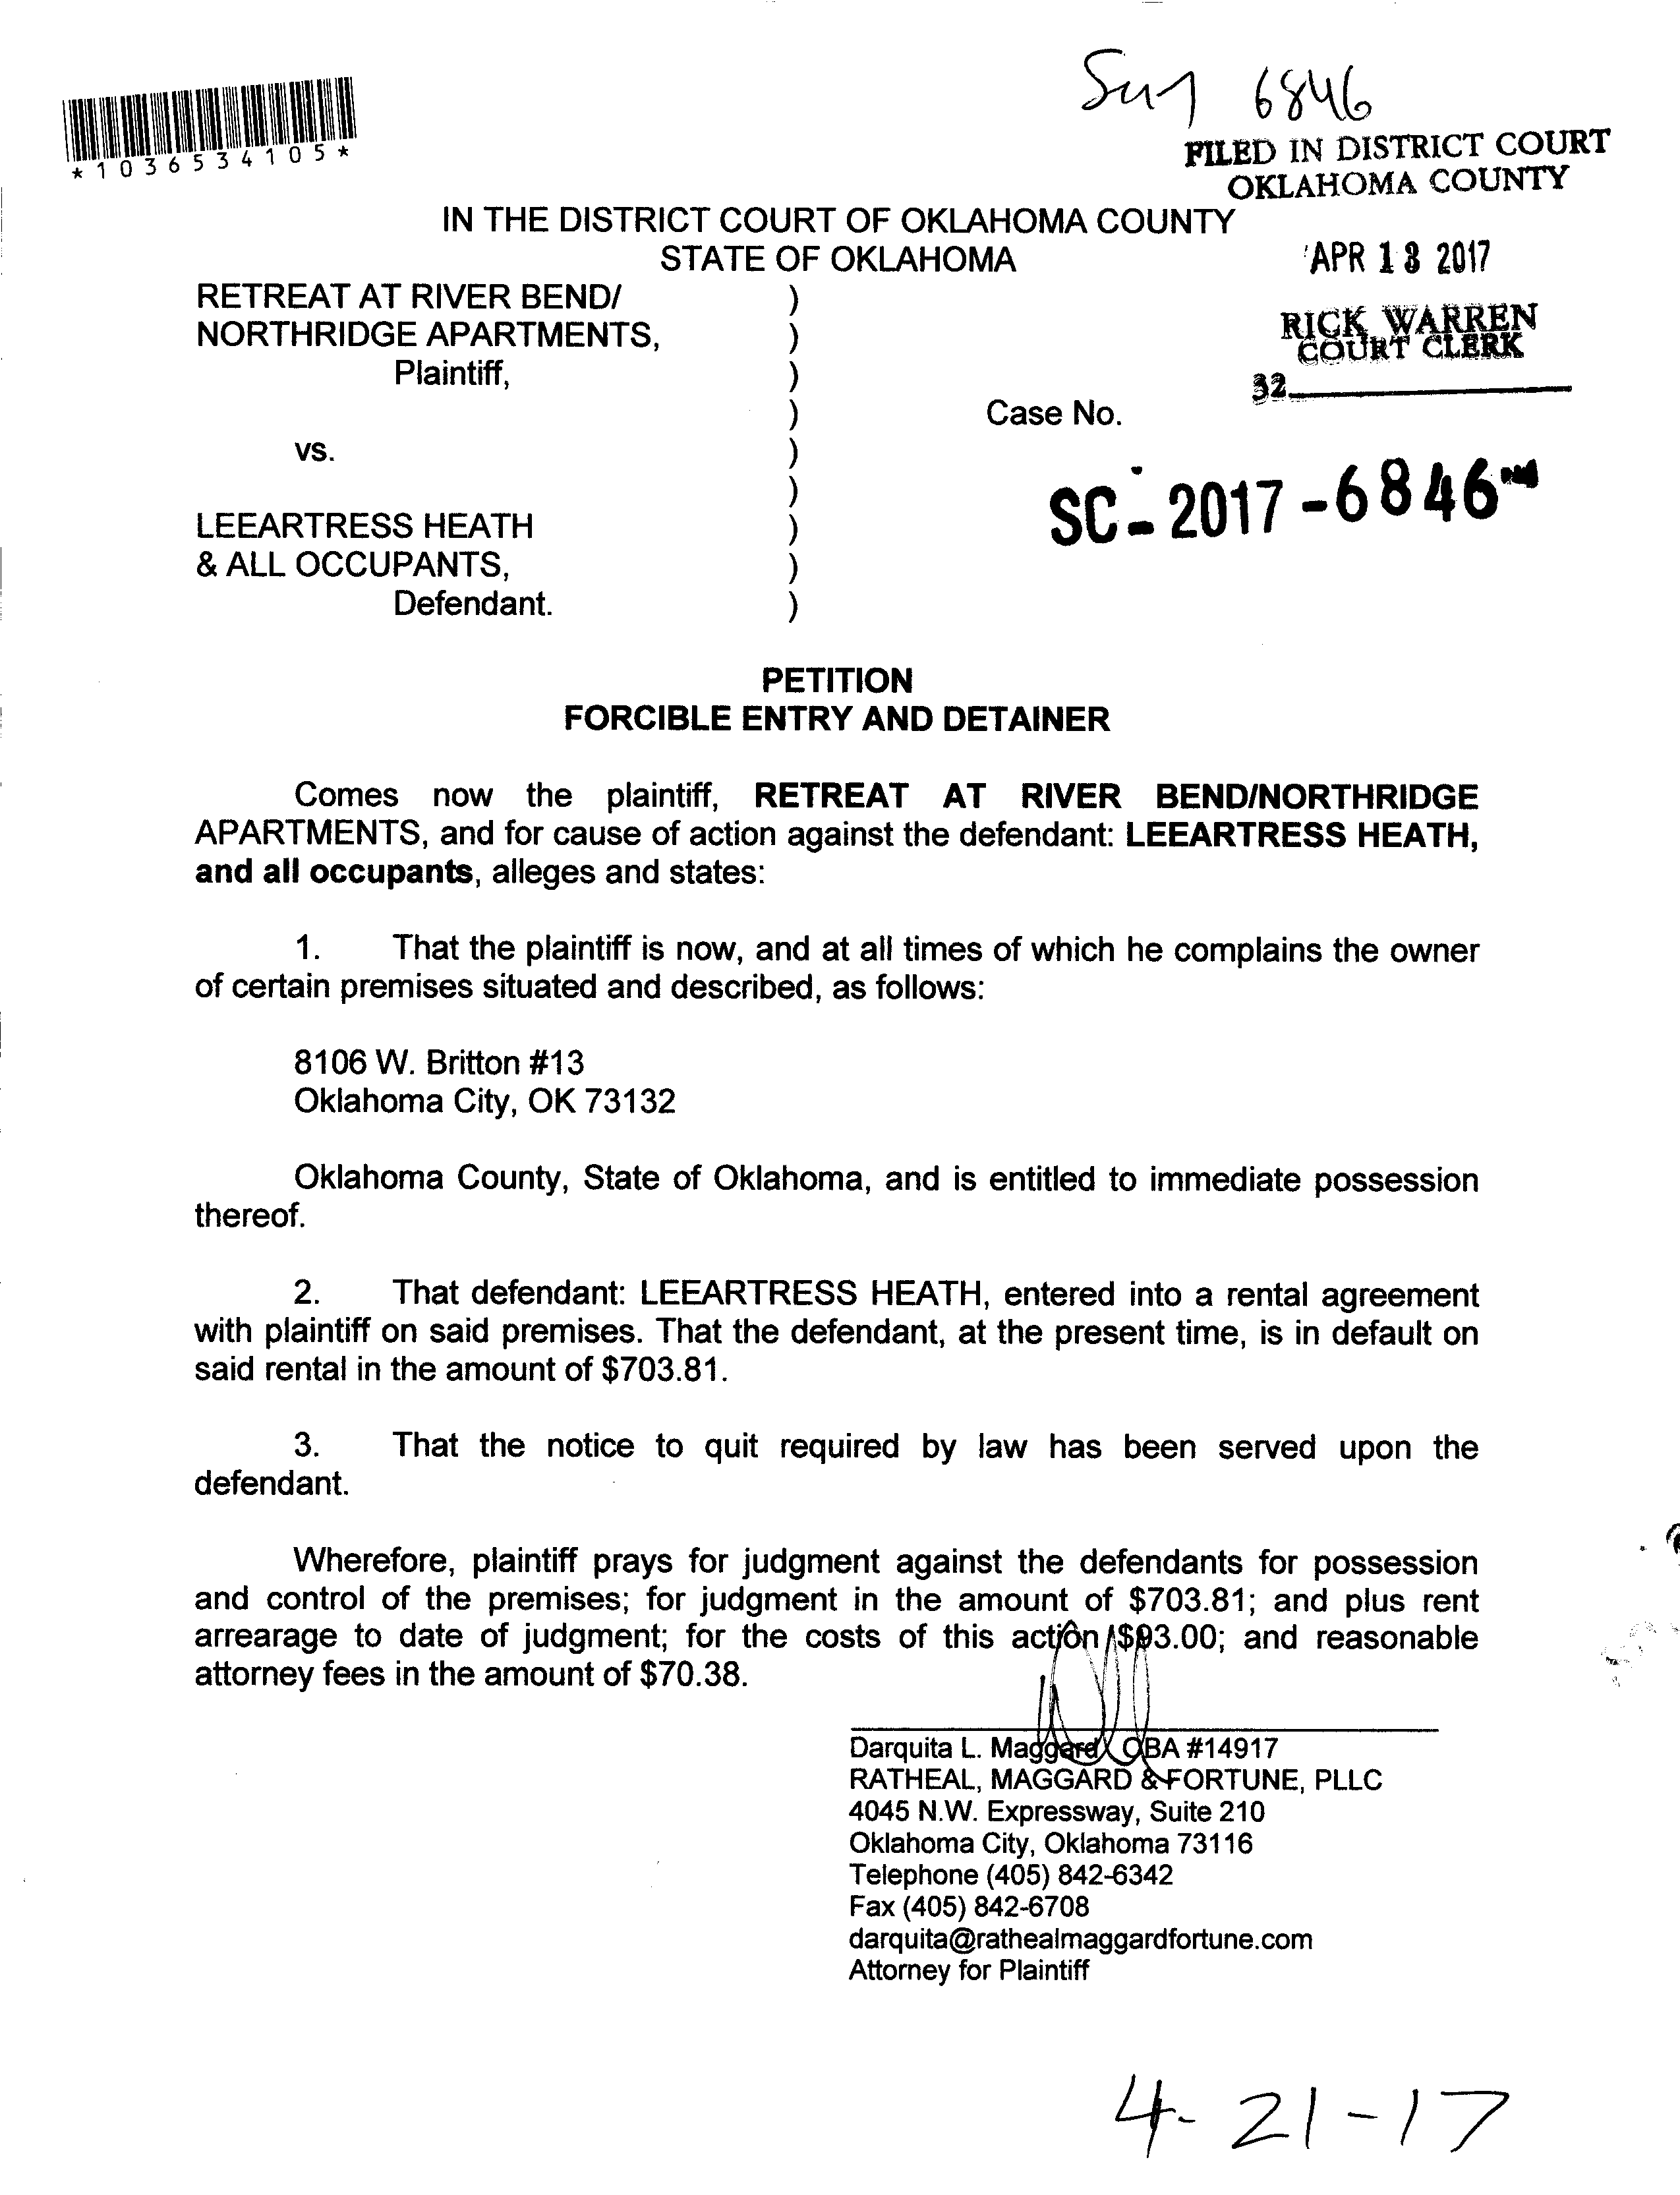 6846
*1036534105*
FILED IN DISTRICT COURT
OKLAHOMA COUNTY
IN THE DISTRICT COURT OF OKLAHOMA COUNTY
STATE OF OKLAHOMA
APR 13 2017
RETREAT AT RIVER BEND/ )
NORTHRIDGE APARTMENTS, )
RICK WARREN
COURT CLERK
Plaintiff, )
32
) Case No.
vs. )
) SC-2017-6846
LEEARTRESS HEATH )
& ALL OCCUPANTS, )
Defendant. )
PETITION
FORCIBLE ENTRY AND DETAINER
Comes now the plaintiff, RETREAT AT RIVER BEND/NORTHRIDGE
APARTMENTS, and for cause of action against the defendant: LEEARTRESS HEATH,
and all occupants, alleges and states:
1. That the plaintiff is now, and at all times of which he complains the owner
of certain premises situated and described, as follows:
8106 W. Britton #13
Oklahoma City, OK 73132
Oklahoma County, State of Oklahoma, and is entitled to immediate possession
thereof.
2. That defendant: LEEARTRESS HEATH, entered into a rental agreement
with plaintiff on said premises. That the defendant, at the present time, is in default on
said rental in the amount of $703.81.
3. That the notice to quit required by law has been served upon the
defendant.
Wherefore, plaintiff prays for judgment against the defendants for possession
and control of the premises; for judgment in the amount of $703.81; and plus rent
arrearage to date of judgment; for the costs of this action and reasonable
attorney fees in the amount of $70.38.
Darquita L. Maggard OBA #14917
RATHEAL, MAGGARD & FORTUNE, PLLC
4045 N.W. Expressway, Suite 210
Oklahoma City, Oklahoma 73116
Telephone (405) 842-6342
Fax (405) 842-6708
darquita@rathealmaggardfortune.com
Attorney for Plaintiff
4-21-17